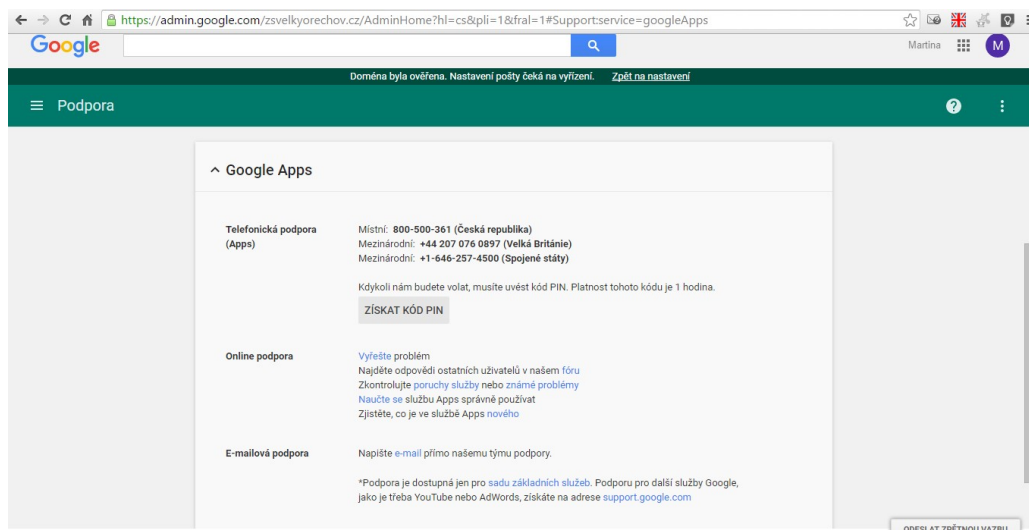 https://admin.google.com/zsvelkyorechov.cz/AdminHome?hl=cs&pli=1&fral=1#Support:service=googleApps
Google
Martina
M
Doména byla ověřena. Nastavení pošty čeká na vyřízení. Zpět na nastavení
Podpora
Google Apps
Telefonická podpora (Apps)
Místní: 800-500-361 (Česká republika)
Mezinárodní: +44 207 076 0897 (Velká Británie)
Mezinárodní: +1-646-257-4500 (Spojené státy)
Kdykoli nám budete volat, musíte uvést kód PIN. Platnost tohoto kódu je 1 hodina.
ZÍSKAT KÓD PIN
Online podpora
Vyřešte problém
Najděte odpovědi ostatních uživatelů v našem fóru
Zkontrolujte poruchy služby nebo známé problémy
Naučte se službu Apps správně používat
Zjistěte, co je ve službě Apps nového
E-mailová podpora
Napište e-mail přímo našemu týmu podpory.
*Podpora je dostupná jen pro sadu základních služeb. Podporu pro další služby Google,
jako je třeba YouTube nebo AdWords, získáte na adrese support.google.com
ODESLAT ZPĚTNOU VAZBU